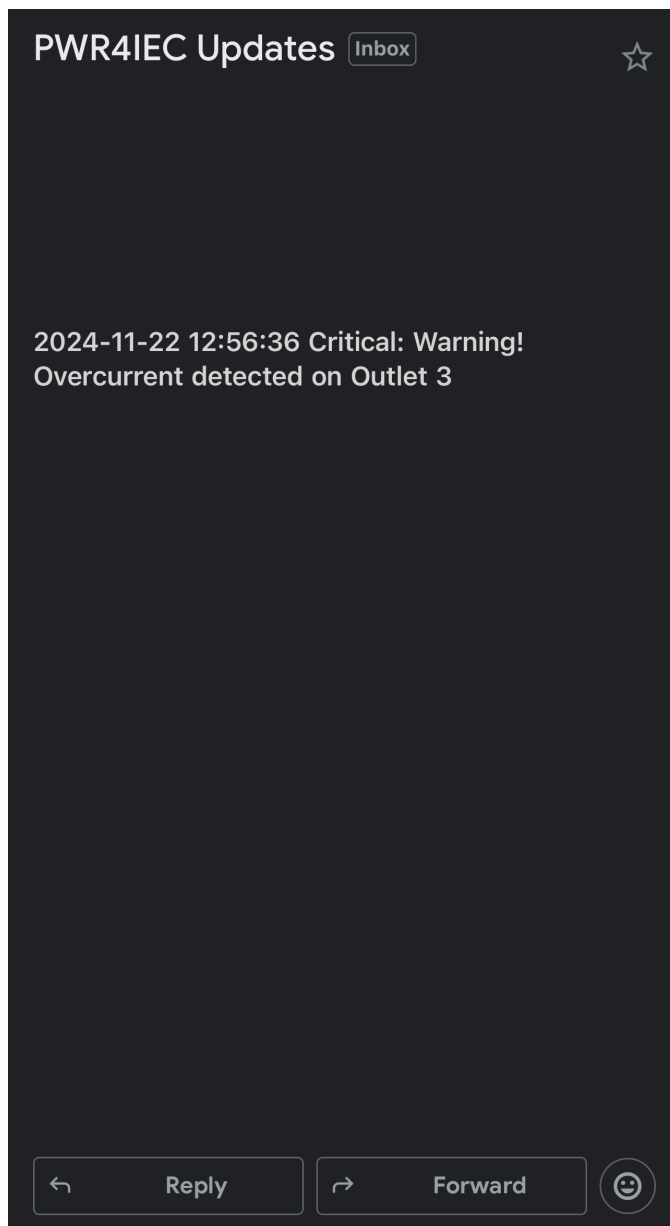 PWR4IEC Updates Inbox
2024-11-22 12:56:36 Critical: Warning!
Overcurrent detected on Outlet 3
Reply Forward